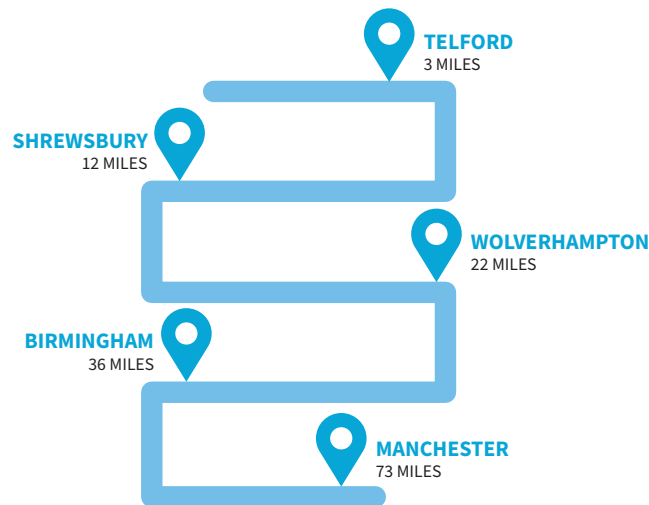 TELFORD
3 MILES
SHREWSBURY
12 MILES
WOLVERHAMPTON
22 MILES
BIRMINGHAM
36 MILES
MANCHESTER
73 MILES